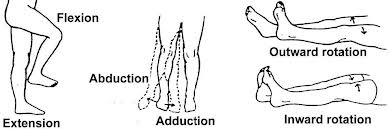 Flexion
Extension
Abduction
Adduction
Outward rotation
Inward rotation